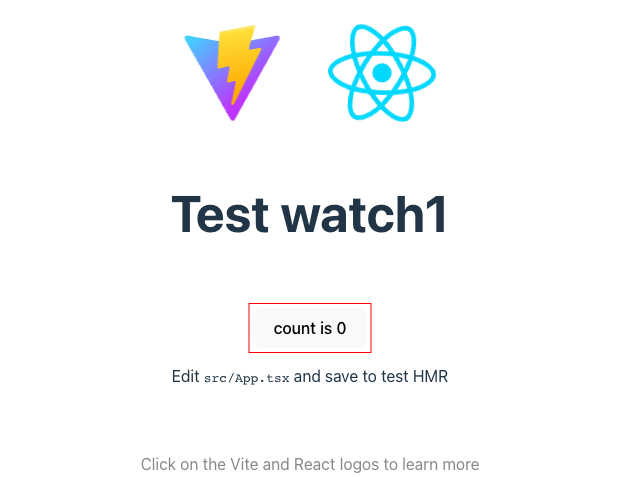 Test watch1
count is 0
Edit src/App.tsx and save to test HMR
Click on the Vite and React logos to learn more